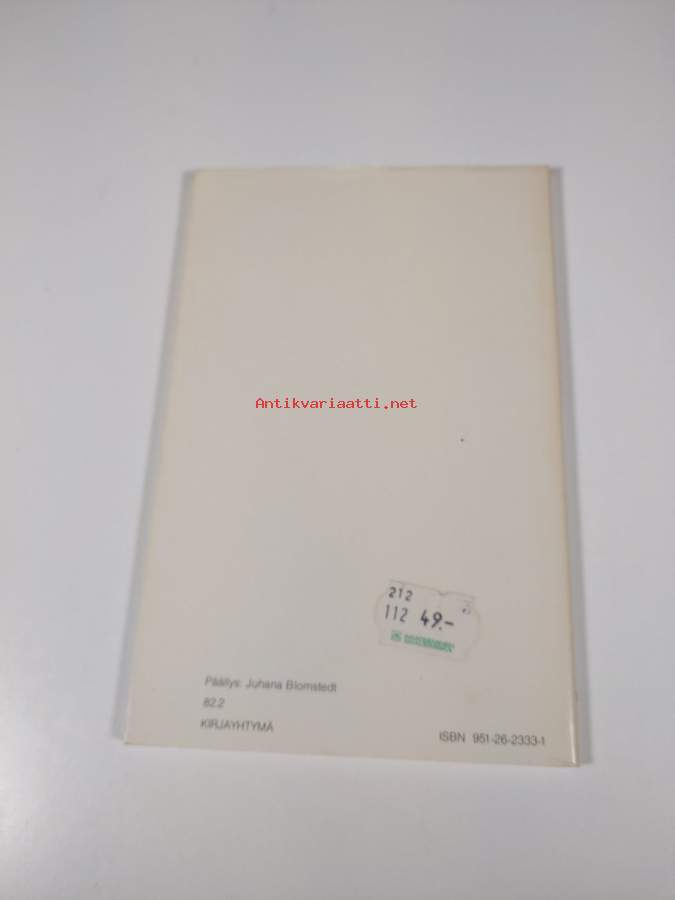 Antikvariaatti.net
212
112 49.-
Päällys: Juhana Blomstedt
82.2
KIRJAYHTYMÄ
ISBN 951-26-2333-1